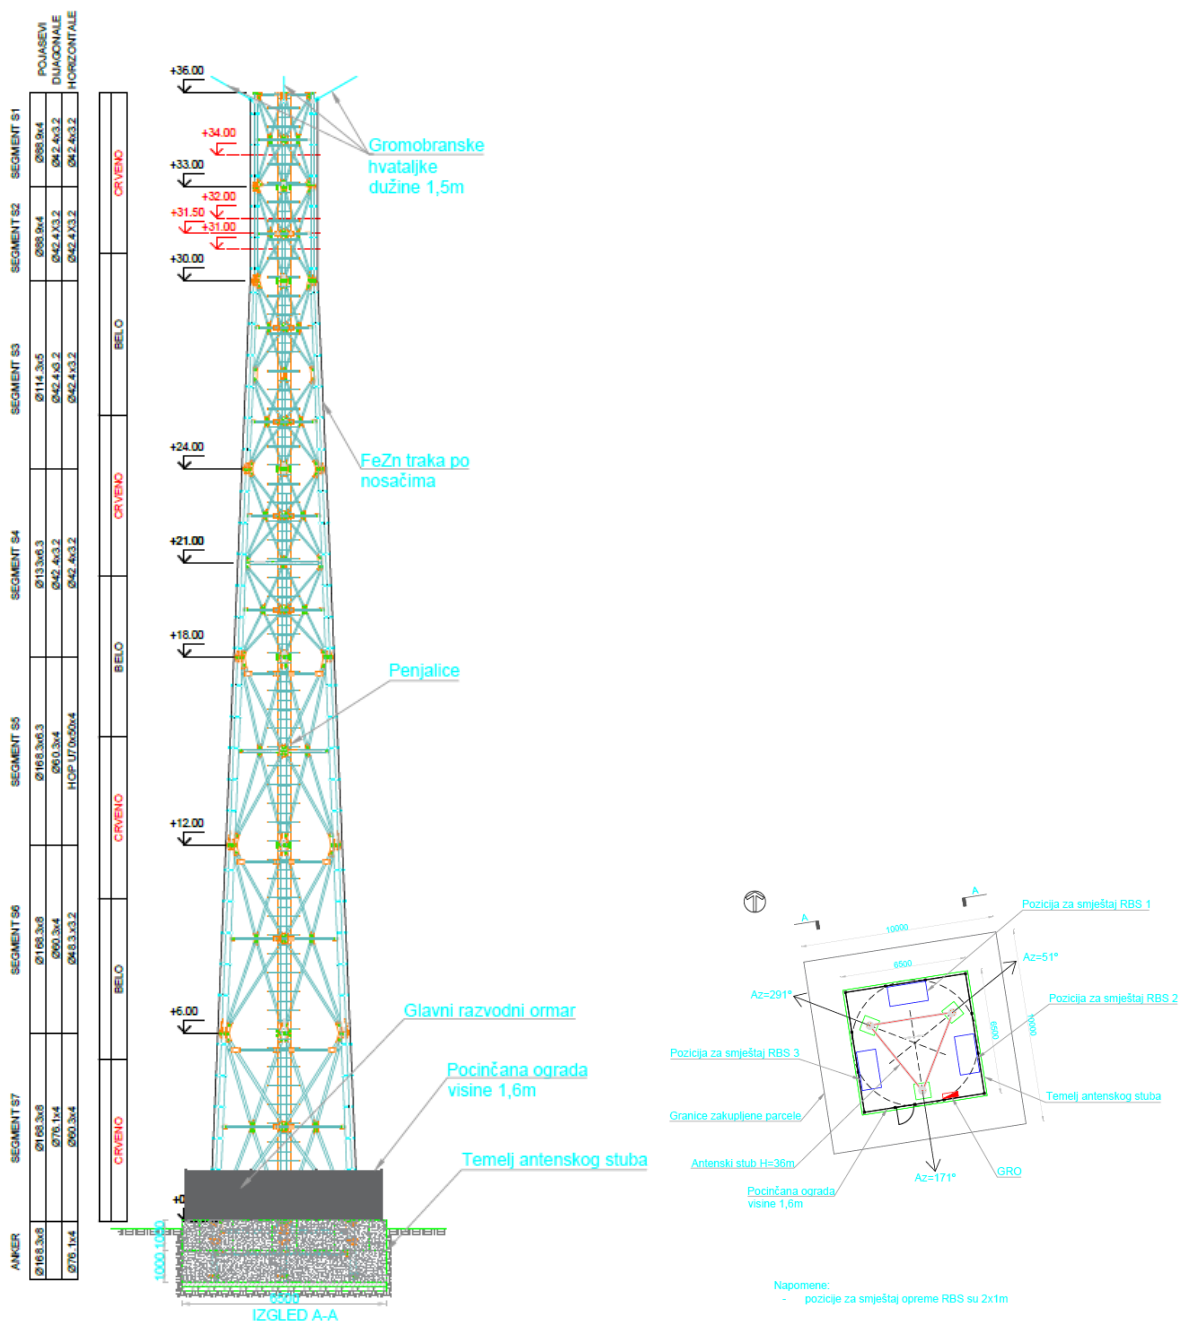 POJASEVI
DIJAGONALE
HORIZONTALE
SEGMENT S1
Ø88.9x4
Ø42.4x3.2
Ø42.4x3.2
SEGMENT S2
Ø88.9x4
Ø42.4X3.2
Ø42.4X3.2
SEGMENT S3
Ø114.3x5
Ø42.4x3.2
Ø42.4x3.2
SEGMENT S4
Ø133x6.3
Ø42.4x3.2
Ø42.4x3.2
SEGMENT S5
Ø168.3x6.3
Ø60.3x4
HOP U70x50x4
SEGMENT S6
Ø168.3x8
Ø60.3x4
Ø48.3.x3.2
SEGMENT S7
Ø168.3x8
Ø76.1x4
Ø60.3x4
ANKER
Ø168.3x8
Ø76.1x4
CRVENO
BELO
CRVENO
BELO
CRVENO
BELO
CRVENO
+36.00
+34.00
+33.00
+32.00
+31.50
+31.00
+30.00
+24.00
+21.00
+18.00
+12.00
+6.00
Gromobranske
hvataljke
dužine 1,5m
FeZn traka po
nosačima
Penjalice
Glavni razvodni ormar
Pocinčana ograda
visine 1,6m
Temelj antenskog stuba
1000
1000
6500
IZGLED A-A
A
A
10000
6500
6500
10000
Az=51°
Az=291°
Az=171°
Pozicija za smještaj RBS 1
Pozicija za smještaj RBS 2
Pozicija za smještaj RBS 3
Granice zakupljene parcele
Temelj antenskog stuba
Antenski stub H=36m
GRO
Pocinčana ograda
visine 1,6m
Napomene:
- pozicije za smještaj opreme RBS su 2x1m